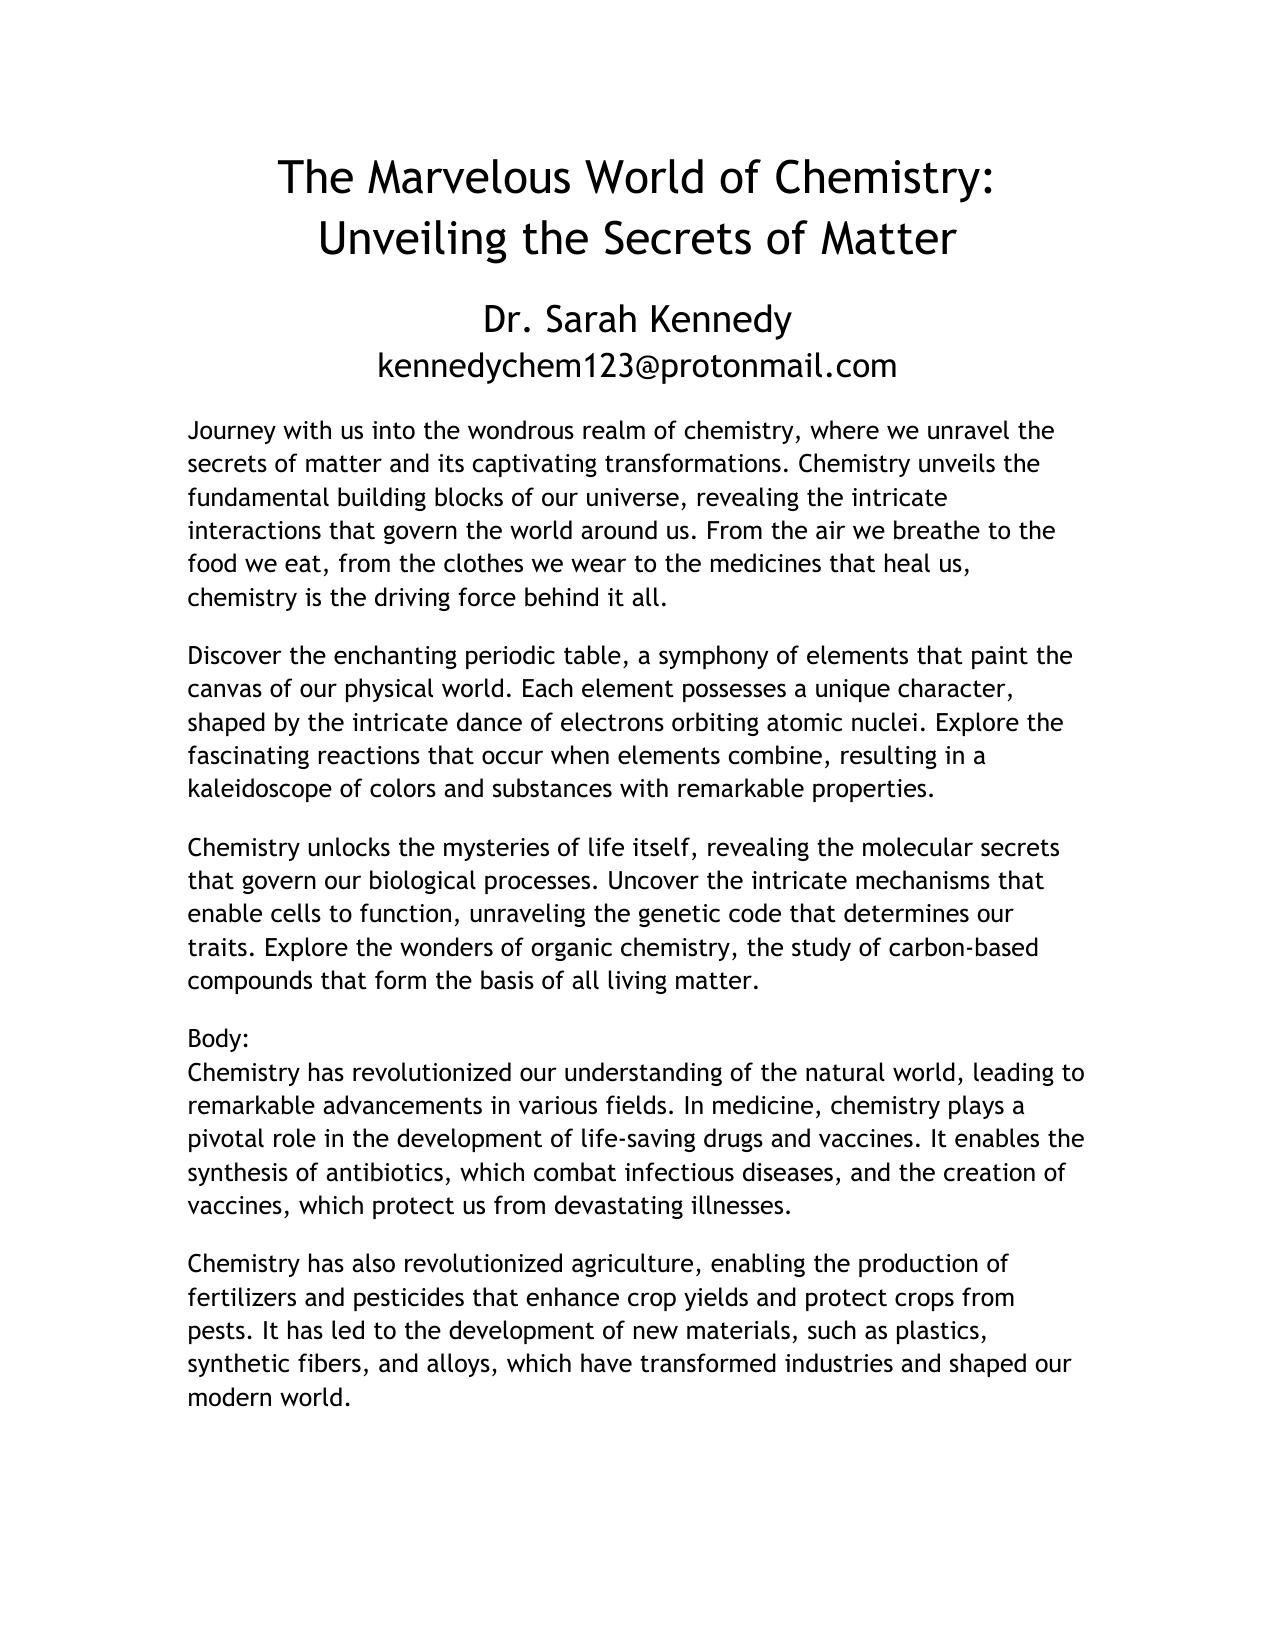 The Marvelous World of Chemistry:
Unveiling the Secrets of Matter
Dr. Sarah Kennedy
kennedychem123@protonmail.com
Journey with us into the wondrous realm of chemistry, where we unravel the
secrets of matter and its captivating transformations. Chemistry unveils the
fundamental building blocks of our universe, revealing the intricate
interactions that govern the world around us. From the air we breathe to the
food we eat, from the clothes we wear to the medicines that heal us,
chemistry is the driving force behind it all.
Discover the enchanting periodic table, a symphony of elements that paint the
canvas of our physical world. Each element possesses a unique character,
shaped by the intricate dance of electrons orbiting atomic nuclei. Explore the
fascinating reactions that occur when elements combine, resulting in a
kaleidoscope of colors and substances with remarkable properties.
Chemistry unlocks the mysteries of life itself, revealing the molecular secrets
that govern our biological processes. Uncover the intricate mechanisms that
enable cells to function, unraveling the genetic code that determines our
traits. Explore the wonders of organic chemistry, the study of carbon-based
compounds that form the basis of all living matter.
Body:
Chemistry has revolutionized our understanding of the natural world, leading to
remarkable advancements in various fields. In medicine, chemistry plays a
pivotal role in the development of life-saving drugs and vaccines. It enables the
synthesis of antibiotics, which combat infectious diseases, and the creation of
vaccines, which protect us from devastating illnesses.
Chemistry has also revolutionized agriculture, enabling the production of
fertilizers and pesticides that enhance crop yields and protect crops from
pests. It has led to the development of new materials, such as plastics,
synthetic fibers, and alloys, which have transformed industries and shaped our
modern world.